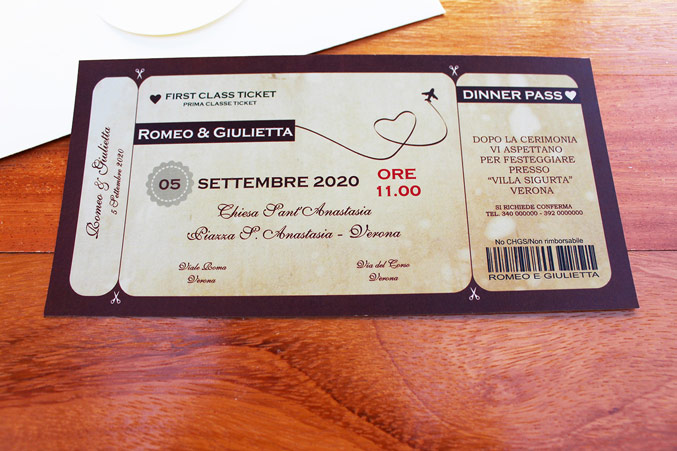 Romeo & Giulietta
5 Settembre 2020
FIRST CLASS TICKET
PRIMA CLASSE TICKET
ROMEO & GIULIETTA
05 SETTEMBRE 2020
ORE
11.00
Chiesa Sant'Anastasia
Piazza S. Anastasia - Verona
Viale Roma
Verona
Via del Corso
Verona
DINNER PASS
DOPO LA CERIMONIA
VI ASPETTANO
PER FESTEGGIARE
PRESSO
"VILLA SIGURTA"
VERONA
SI RICHIEDE CONFERMA
TEL. 340 000000 - 392 0000000
No CHGS/Non rimborsabile
ROMEO E GIULIETTA